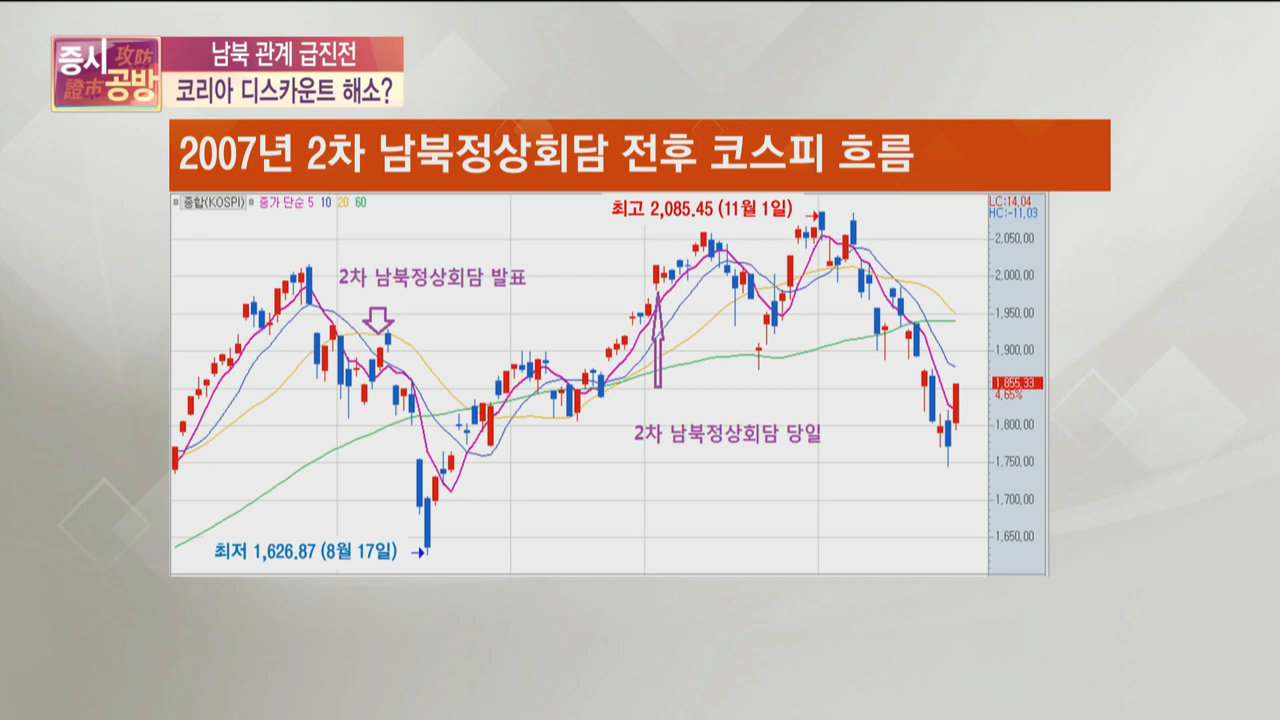 증시 攻防
證市 공방
남북 관계 급진전
코리아 디스카운트 해소?
2007년 2차 남북정상회담 전후 코스피 흐름
종합(KOSPI) 종가 단순 5 10 20 60
최고 2,085.45 (11월 1일)
LC:14.04
HC:-11.03
2,050.00
2차 남북정상회담 발표
2,000.00
1,950.00
1,900.00
1,855.33
4.65%
1,800.00
2차 남북정상회담 당일
1,750.00
1,700.00
1,650.00
최저 1,626.87 (8월 17일)